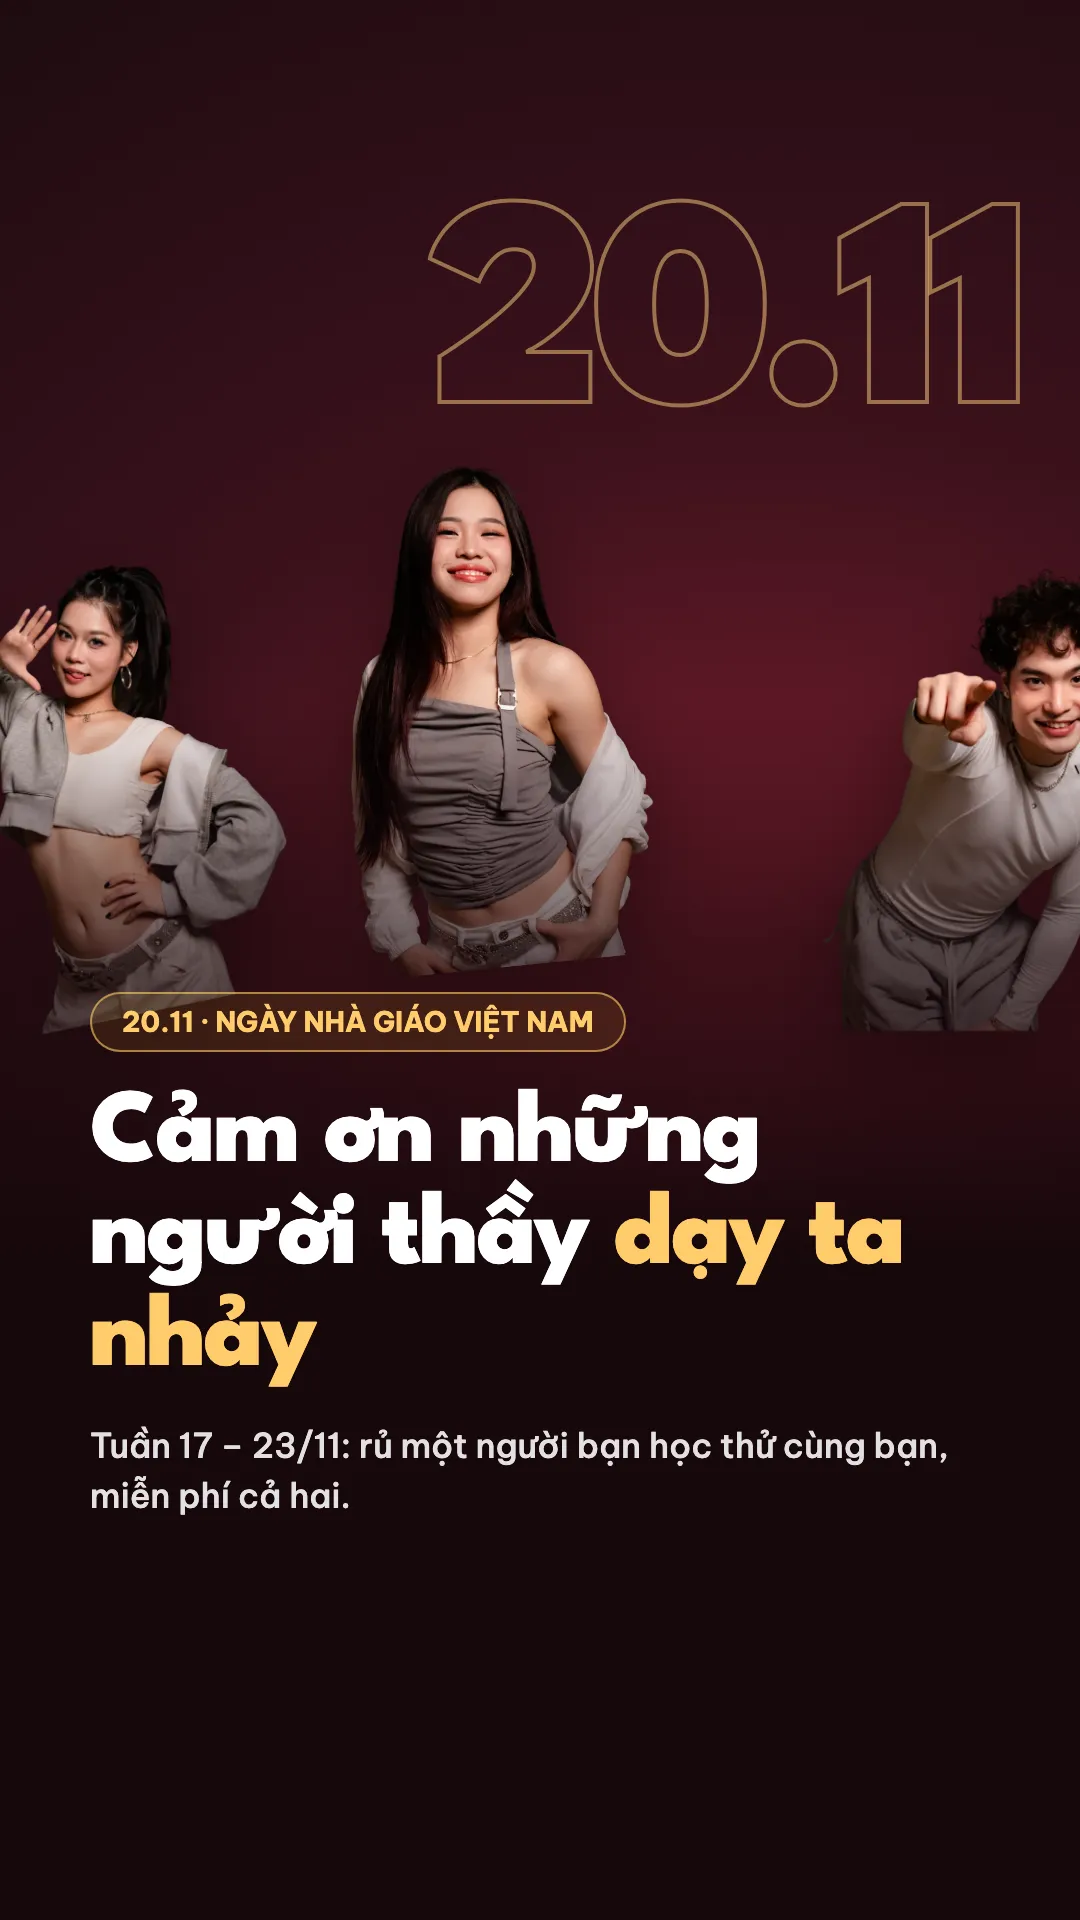 20.11
20.11 · NGÀY NHÀ GIÁO VIỆT NAM
Cảm ơn những
người thầy dạy ta
nhảy
Tuần 17 – 23/11: rủ một người bạn học thử cùng bạn,
miễn phí cả hai.